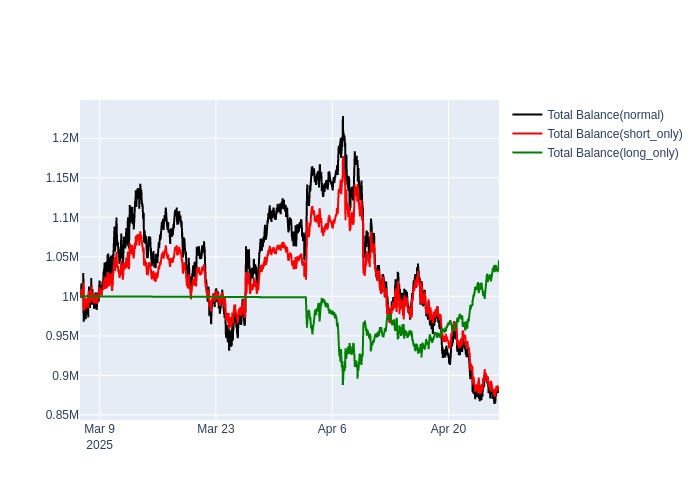 Total Balance(normal)
Total Balance(short_only)
Total Balance(long_only)
1.2M
1.15M
1.1M
1.05M
1M
0.95M
0.9M
0.85M
Mar 9
2025
Mar 23
Apr 6
Apr 20